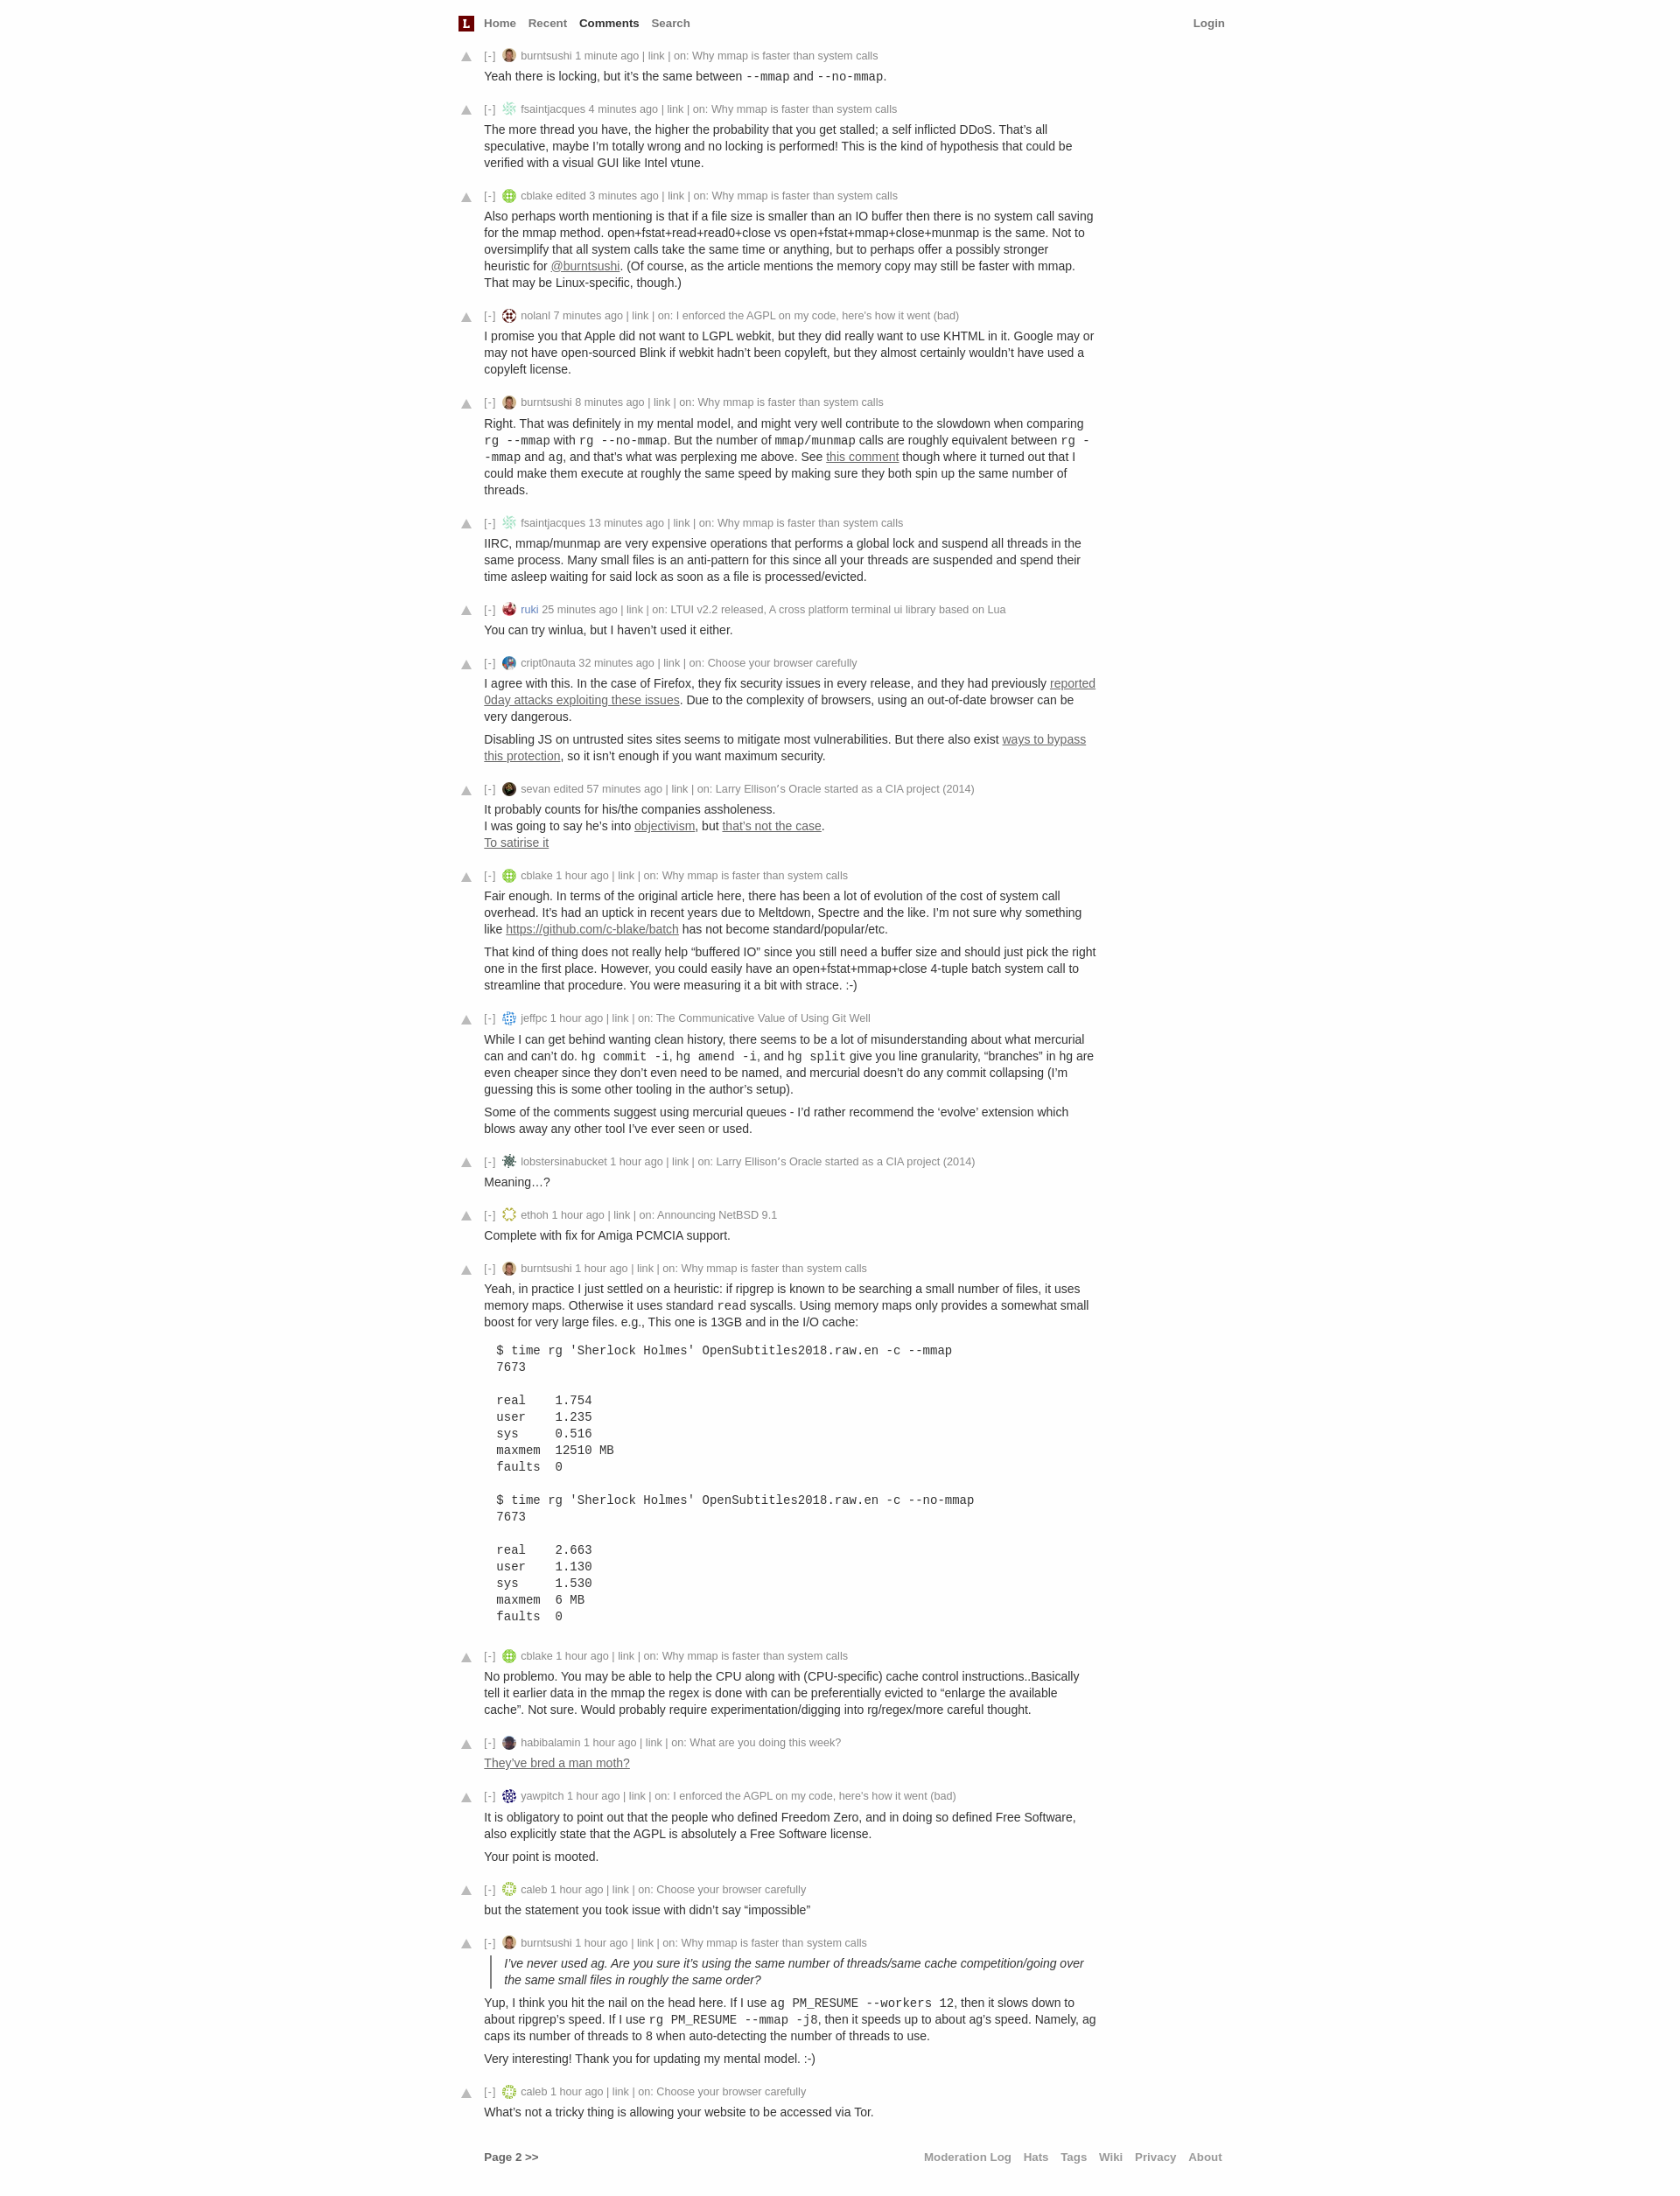 L Home Recent Comments Search Login
[-] burntsushi 1 minute ago | link | on: Why mmap is faster than system calls
Yeah there is locking, but it’s the same between --mmap and --no-mmap.
[-] fsaintjacques 4 minutes ago | link | on: Why mmap is faster than system calls
The more thread you have, the higher the probability that you get stalled; a self inflicted DDoS. That’s all
speculative, maybe I’m totally wrong and no locking is performed! This is the kind of hypothesis that could be
verified with a visual GUI like Intel vtune.
[-] cblake edited 3 minutes ago | link | on: Why mmap is faster than system calls
Also perhaps worth mentioning is that if a file size is smaller than an IO buffer then there is no system call saving
for the mmap method. open+fstat+read+read0+close vs open+fstat+mmap+close+munmap is the same. Not to
oversimplify that all system calls take the same time or anything, but to perhaps offer a possibly stronger
heuristic for @burntsushi. (Of course, as the article mentions the memory copy may still be faster with mmap.
That may be Linux-specific, though.)
[-] nolanl 7 minutes ago | link | on: I enforced the AGPL on my code, here's how it went (bad)
I promise you that Apple did not want to LGPL webkit, but they did really want to use KHTML in it. Google may or
may not have open-sourced Blink if webkit hadn’t been copyleft, but they almost certainly wouldn’t have used a
copyleft license.
[-] burntsushi 8 minutes ago | link | on: Why mmap is faster than system calls
Right. That was definitely in my mental model, and might very well contribute to the slowdown when comparing
rg --mmap with rg --no-mmap. But the number of mmap/munmap calls are roughly equivalent between rg -
-mmap and ag, and that’s what was perplexing me above. See this comment though where it turned out that I
could make them execute at roughly the same speed by making sure they both spin up the same number of
threads.
[-] fsaintjacques 13 minutes ago | link | on: Why mmap is faster than system calls
IIRC, mmap/munmap are very expensive operations that performs a global lock and suspend all threads in the
same process. Many small files is an anti-pattern for this since all your threads are suspended and spend their
time asleep waiting for said lock as soon as a file is processed/evicted.
[-] ruki 25 minutes ago | link | on: LTUI v2.2 released, A cross platform terminal ui library based on Lua
You can try winlua, but I haven’t used it either.
[-] cript0nauta 32 minutes ago | link | on: Choose your browser carefully
I agree with this. In the case of Firefox, they fix security issues in every release, and they had previously reported
0day attacks exploiting these issues. Due to the complexity of browsers, using an out-of-date browser can be
very dangerous.
Disabling JS on untrusted sites sites seems to mitigate most vulnerabilities. But there also exist ways to bypass
this protection, so it isn’t enough if you want maximum security.
[-] sevan edited 57 minutes ago | link | on: Larry Ellison's Oracle started as a CIA project (2014)
It probably counts for his/the companies assholeness.
I was going to say he’s into objectivism, but that’s not the case.
To satirise it
[-] cblake 1 hour ago | link | on: Why mmap is faster than system calls
Fair enough. In terms of the original article here, there has been a lot of evolution of the cost of system call
overhead. It’s had an uptick in recent years due to Meltdown, Spectre and the like. I’m not sure why something
like https://github.com/c-blake/batch has not become standard/popular/etc.
That kind of thing does not really help “buffered IO” since you still need a buffer size and should just pick the right
one in the first place. However, you could easily have an open+fstat+mmap+close 4-tuple batch system call to
streamline that procedure. You were measuring it a bit with strace. :-)
[-] jeffpc 1 hour ago | link | on: The Communicative Value of Using Git Well
While I can get behind wanting clean history, there seems to be a lot of misunderstanding about what mercurial
can and can’t do. hg commit -i, hg amend -i, and hg split give you line granularity, “branches” in hg are
even cheaper since they don’t even need to be named, and mercurial doesn’t do any commit collapsing (I’m
guessing this is some other tooling in the author’s setup).
Some of the comments suggest using mercurial queues - I’d rather recommend the ‘evolve’ extension which
blows away any other tool I’ve ever seen or used.
[-] lobstersinabucket 1 hour ago | link | on: Larry Ellison's Oracle started as a CIA project (2014)
Meaning…?
[-] ethoh 1 hour ago | link | on: Announcing NetBSD 9.1
Complete with fix for Amiga PCMCIA support.
[-] burntsushi 1 hour ago | link | on: Why mmap is faster than system calls
Yeah, in practice I just settled on a heuristic: if ripgrep is known to be searching a small number of files, it uses
memory maps. Otherwise it uses standard read syscalls. Using memory maps only provides a somewhat small
boost for very large files. e.g., This one is 13GB and in the I/O cache:
$ time rg 'Sherlock Holmes' OpenSubtitles2018.raw.en -c --mmap
7673
real 1.754
user 1.235
sys 0.516
maxmem 12510 MB
faults 0
$ time rg 'Sherlock Holmes' OpenSubtitles2018.raw.en -c --no-mmap
7673
real 2.663
user 1.130
sys 1.530
maxmem 6 MB
faults 0
[-] cblake 1 hour ago | link | on: Why mmap is faster than system calls
No problemo. You may be able to help the CPU along with (CPU-specific) cache control instructions..Basically
tell it earlier data in the mmap the regex is done with can be preferentially evicted to “enlarge the available
cache”. Not sure. Would probably require experimentation/digging into rg/regex/more careful thought.
[-] habibalamin 1 hour ago | link | on: What are you doing this week?
They’ve bred a man moth?
[-] yawpitch 1 hour ago | link | on: I enforced the AGPL on my code, here's how it went (bad)
It is obligatory to point out that the people who defined Freedom Zero, and in doing so defined Free Software,
also explicitly state that the AGPL is absolutely a Free Software license.
Your point is mooted.
[-] caleb 1 hour ago | link | on: Choose your browser carefully
but the statement you took issue with didn’t say “impossible”
[-] burntsushi 1 hour ago | link | on: Why mmap is faster than system calls
I’ve never used ag. Are you sure it’s using the same number of threads/same cache competition/going over
the same small files in roughly the same order?
Yup, I think you hit the nail on the head here. If I use ag PM_RESUME --workers 12, then it slows down to
about ripgrep’s speed. If I use rg PM_RESUME --mmap -j8, then it speeds up to about ag’s speed. Namely, ag
caps its number of threads to 8 when auto-detecting the number of threads to use.
Very interesting! Thank you for updating my mental model. :-)
[-] caleb 1 hour ago | link | on: Choose your browser carefully
What’s not a tricky thing is allowing your website to be accessed via Tor.
Page 2 >> Moderation Log Hats Tags Wiki Privacy About